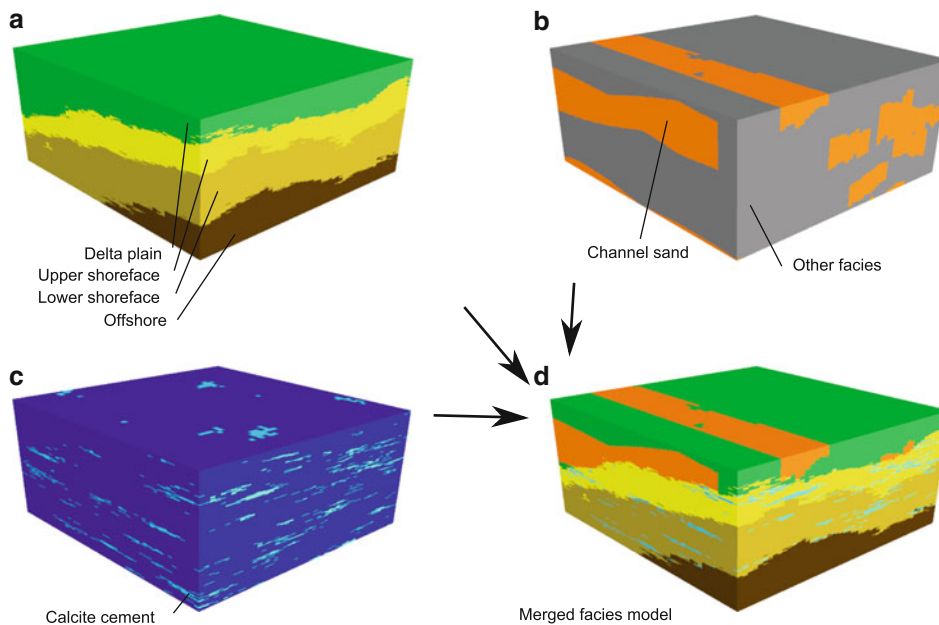 a
b
Delta plain
Upper shoreface
Lower shoreface
Offshore
Channel sand
Other facies
c
d
Calcite cement
Merged facies model